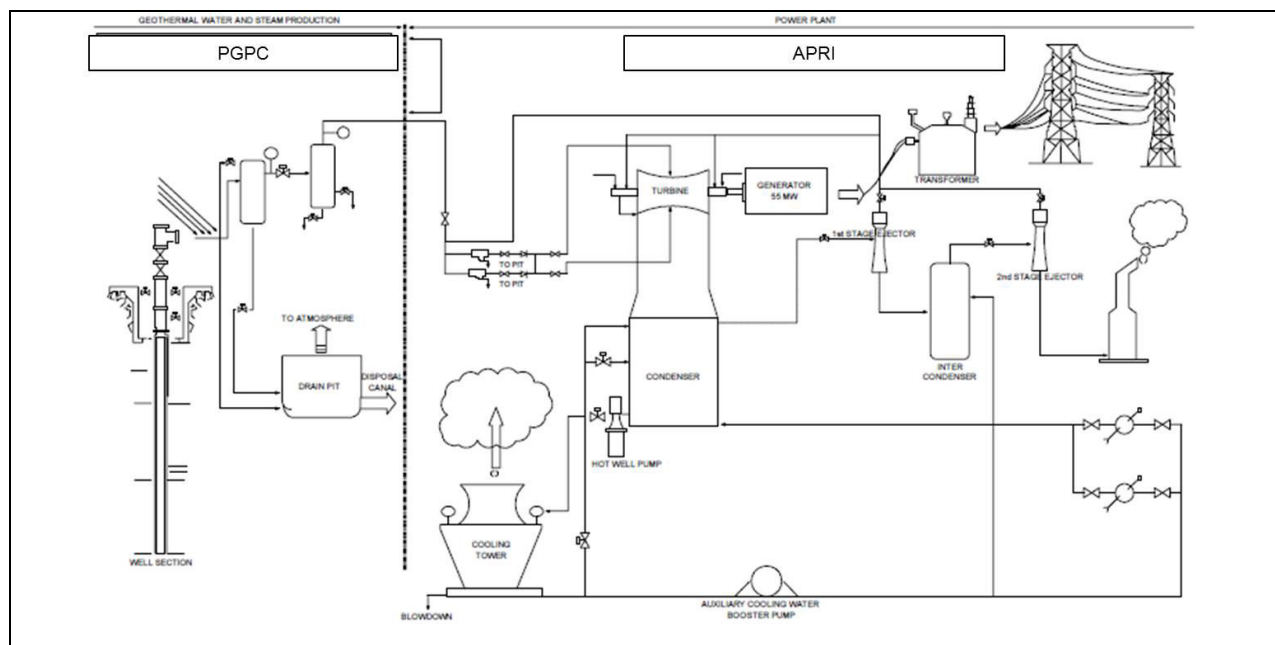 GEOTHERMAL WATER AND STEAM PRODUCTION
POWER PLANT
PGPC
APRI
TURBINE
GENERATOR
55 MW
TRANSFORMER
1st STAGE EJECTOR
2nd STAGE EJECTOR
TO PIT
TO PIT
TO ATMOSPHERE
DRAIN PIT
DISPOSAL
CANAL
CONDENSER
INTER
CONDENSER
HOT WELL PUMP
COOLING
TOWER
WELL SECTION
AUXILIARY COOLING WATER
BOOSTER PUMP
BLOWDOWN